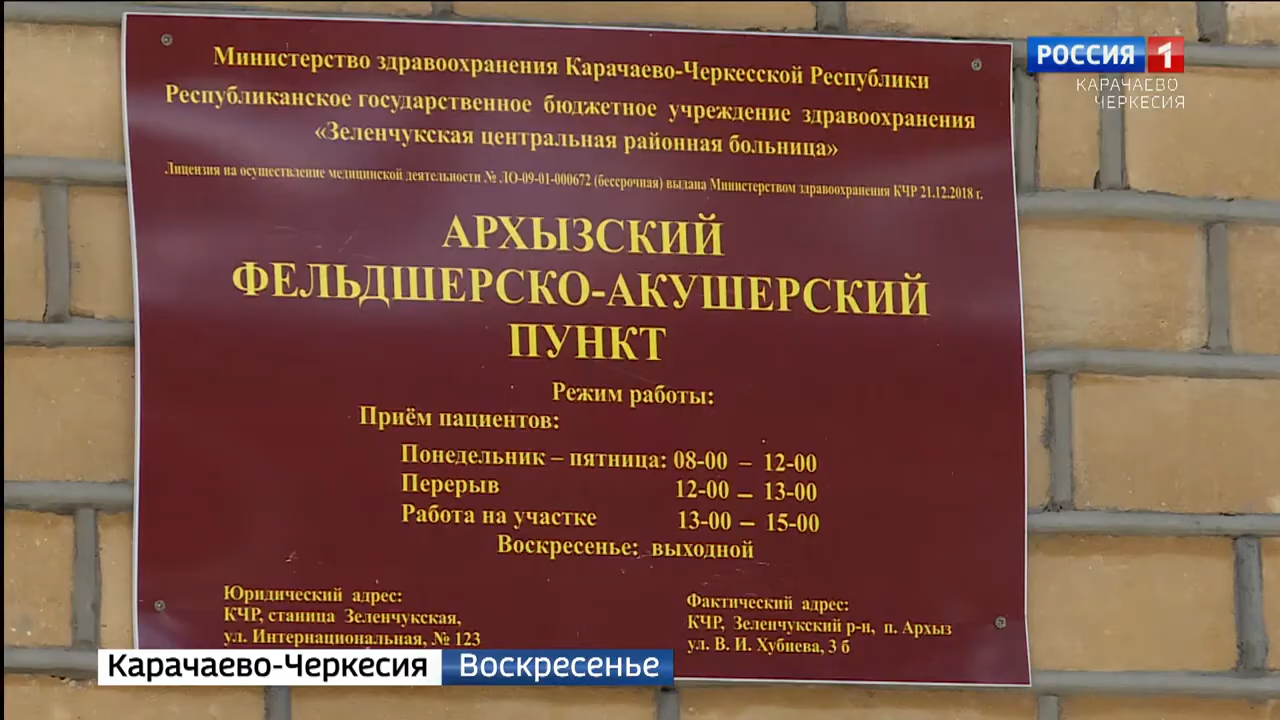 Министерство здравоохранения Карачаево-Черкесской Республики
Республиканское государственное бюджетное учреждение здравоохранения
«Зеленчукская центральная районная больница»
Лицензия на осуществление медицинской деятельности № ЛО-09-01-000672 (бессрочная) выдана Министерством здравоохранения КЧР 21.12.2018 г.
АРХЫЗСКИЙ
ФЕЛЬДШЕРСКО-АКУШЕРСКИЙ
ПУНКТ
Режим работы:
Приём пациентов:
Понедельник – пятница: 08-00 – 12-00
Перерыв 12-00 – 13-00
Работа на участке 13-00 – 15-00
Воскресенье: выходной
Юридический адрес:
КЧР, станица Зеленчукская,
ул. Интернациональная, № 123
Фактический адрес:
КЧР, Зеленчукский р-н, п. Архыз
ул. В. И. Хубиева, 3 б
РОССИЯ 1
КАРАЧАЕВО
ЧЕРКЕСИЯ
Карачаево-Черкесия Воскресенье